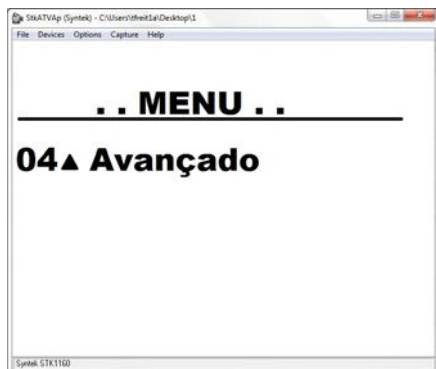 StkATVAp (Syntek) - C:\Users\tfreit1a\Desktop\1
File Devices Options Capture Help
. . MENU . .
04▲ Avançado
Syntek STK1160